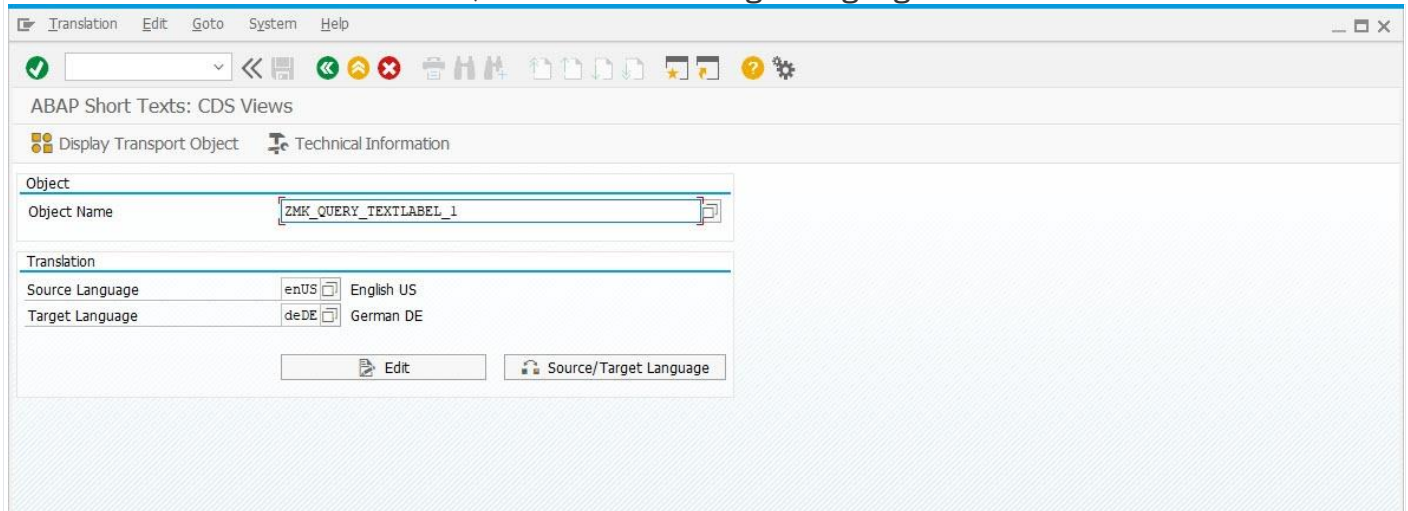 Translation Edit Goto System Help
ABAP Short Texts: CDS Views
Display Transport Object Technical Information
Object
Object Name ZMK_QUERY_TEXTLABEL_1
Translation
Source Language enUS English US
Target Language deDE German DE
Edit Source/Target Language